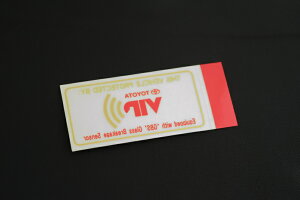 THIS VEHICLE PROTECTED BY:
TOYOTA
VIP
Equipped with "GBS" Glass Breakage Sensor